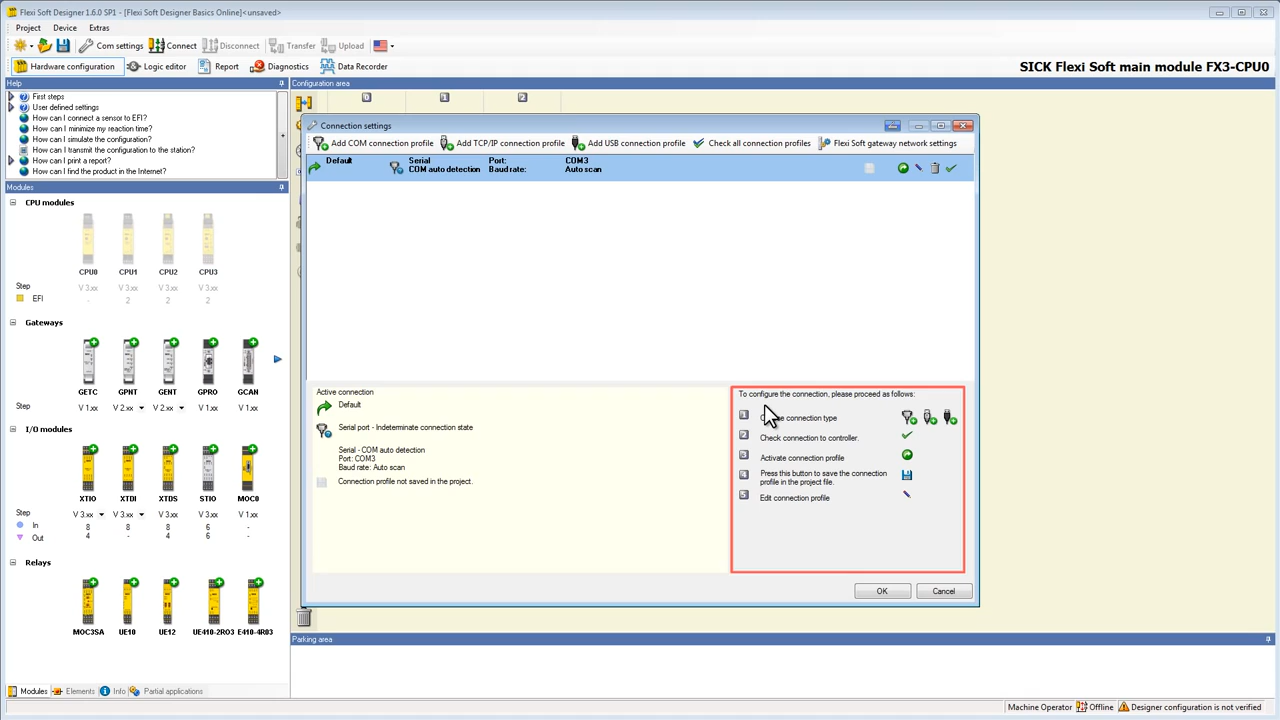 Flexi Soft Designer 1.6.0 SP1 - [Flexi Soft Designer Basics Online]<unsaved>
Project Device Extras
Com settings Connect Disconnect Transfer Upload
Hardware configuration Logic editor Report Diagnostics Data Recorder
SICK Flexi Soft main module FX3-CPU0
Help
First steps
User defined settings
How can I connect a sensor to EFI?
How can I minimize my reaction time?
How can I simulate the configuration?
How can I transmit the configuration to the station?
How can I print a report?
How can I find the product in the Internet?
Modules
CPU modules
CPU0 CPU1 CPU2 CPU3
Step V 3.xx V 3.xx V 3.xx V 3.xx
EFI - 2 2 2
Gateways
GETC GPNT GENT GPRO GCAN
Step V 1.xx V 2.xx V 2.xx V 1.xx V 1.xx
I/O modules
XTIO XTDI XTDS STIO MOC0
Step V 3.xx V 3.xx V 3.xx V 3.xx V 1.xx
In 8 8 8 6 -
Out 4 - 4 6 -
Relays
MOC3SA UE10 UE12 UE410-2RO3 E410-4R03
Modules Elements Info Partial applications
Configuration area
0 1 2
Connection settings
Add COM connection profile Add TCP/IP connection profile Add USB connection profile Check all connection profiles Flexi Soft gateway network settings
Default Serial Port: COM3
COM auto detection Baud rate: Auto scan
Active connection
Default
Serial port - Indeterminate connection state
Serial - COM auto detection
Port: COM3
Baud rate: Auto scan
Connection profile not saved in the project.
To configure the connection, please proceed as follows:
1 connection type
2 Check connection to controller.
3 Activate connection profile
4 Press this button to save the connection
profile in the project file.
5 Edit connection profile
OK Cancel
Parking area
Machine Operator Offline Designer configuration is not verified